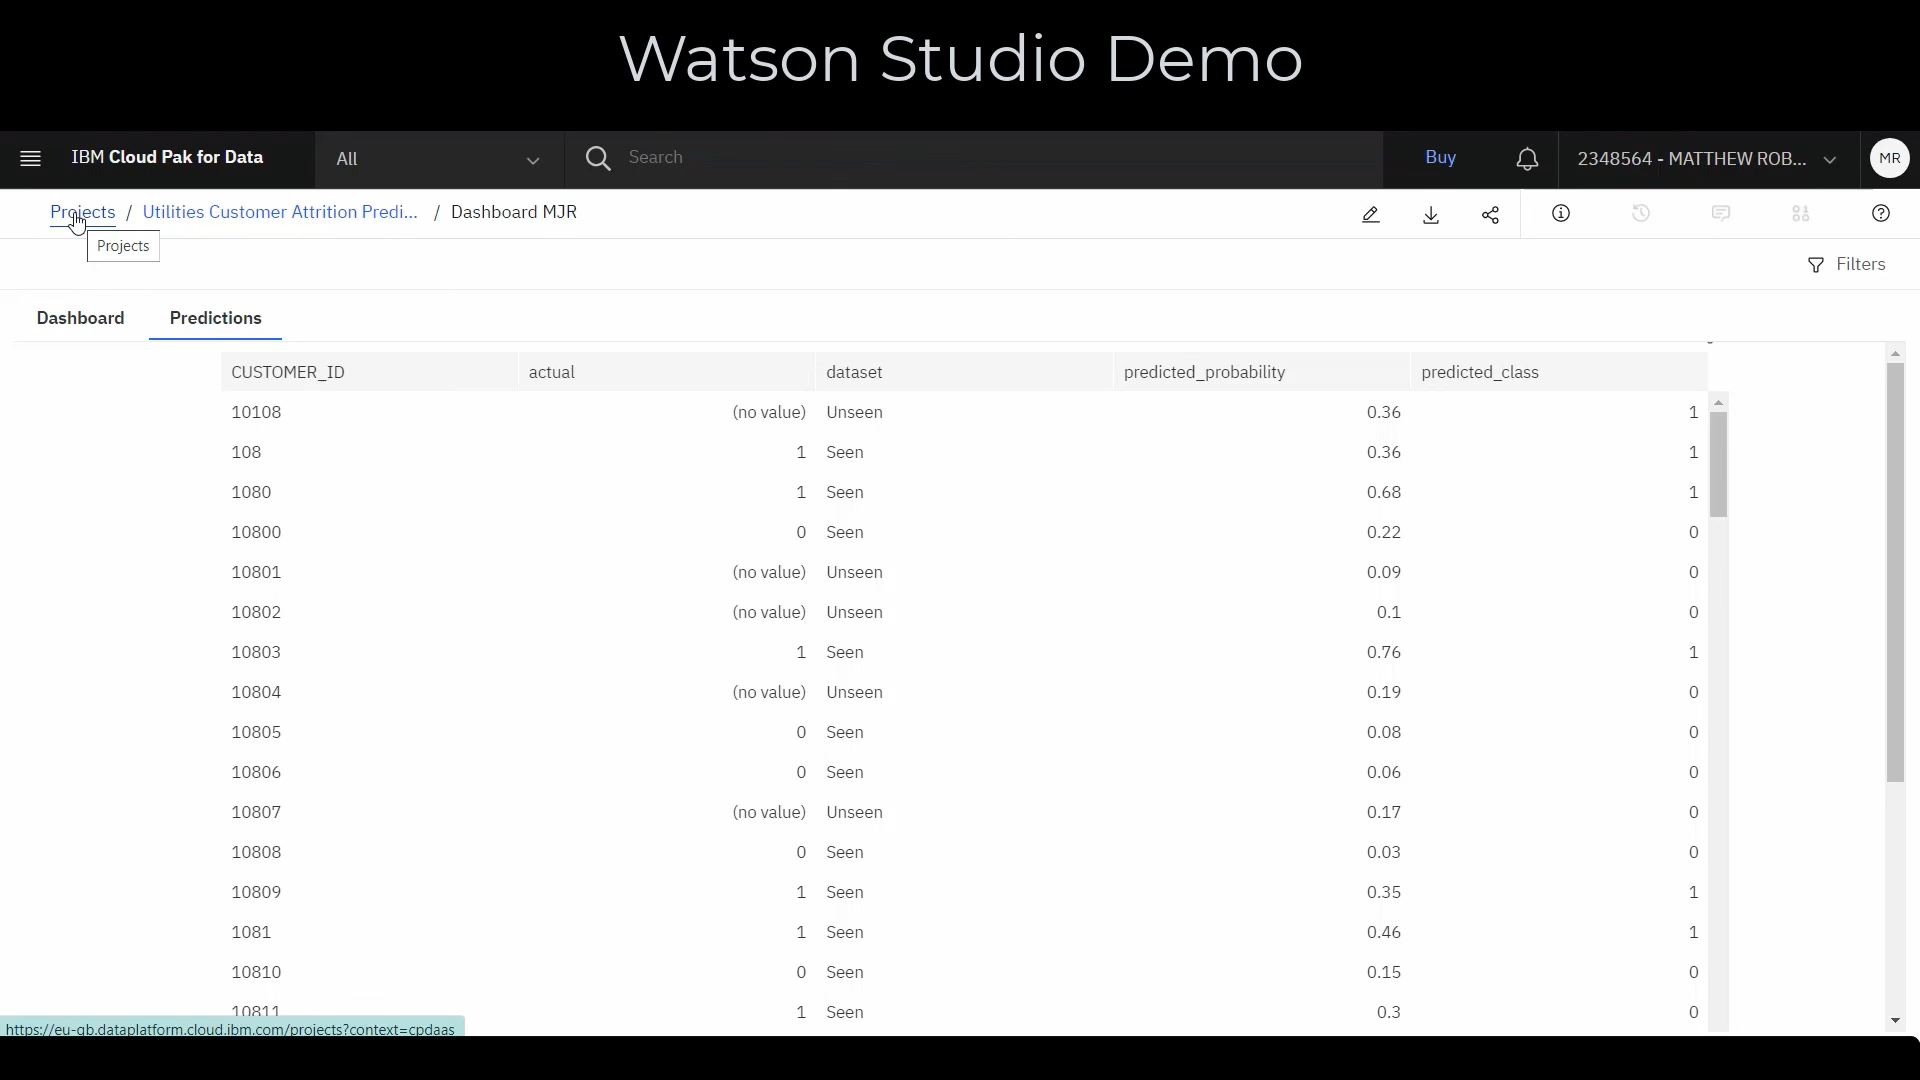 Watson Studio Demo
IBM Cloud Pak for Data All Search Buy 2348564 - MATTHEW ROB... MR
Projects / Utilities Customer Attrition Predi... / Dashboard MJR
Projects
Filters
Dashboard Predictions
CUSTOMER_ID actual dataset predicted_probability predicted_class
10108 (no value) Unseen 0.36 1
108 1 Seen 0.36 1
1080 1 Seen 0.68 1
10800 0 Seen 0.22 0
10801 (no value) Unseen 0.09 0
10802 (no value) Unseen 0.1 0
10803 1 Seen 0.76 1
10804 (no value) Unseen 0.19 0
10805 0 Seen 0.08 0
10806 0 Seen 0.06 0
10807 (no value) Unseen 0.17 0
10808 0 Seen 0.03 0
10809 1 Seen 0.35 1
1081 1 Seen 0.46 1
10810 0 Seen 0.15 0
10811 1 Seen 0.3 0
https://eu-gb.dataplatform.cloud.ibm.com/projects?context=cpdaas